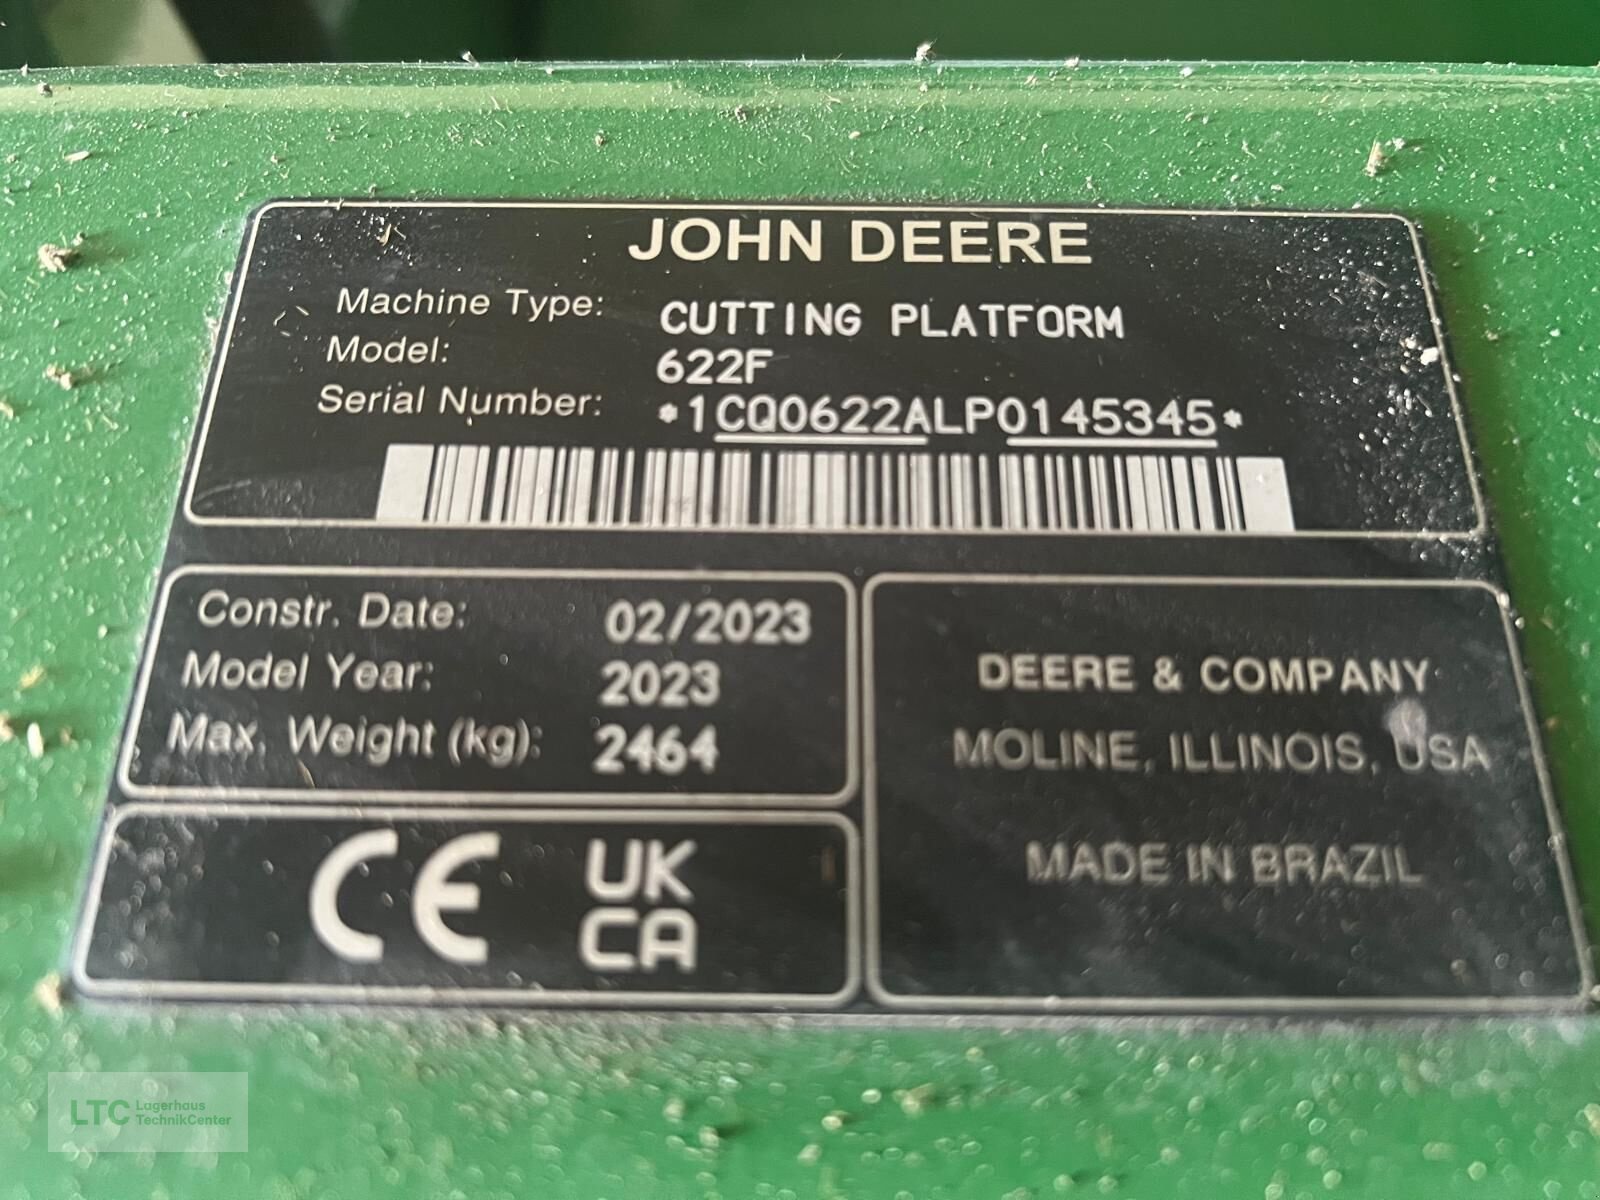 JOHN DEERE
Machine Type: CUTTING PLATFORM
Model: 622F
Serial Number: *1CQ0622ALP0145345*
Constr. Date: 02/2023
Model Year: 2023
Max. Weight (kg): 2464
CE UK
CA
DEERE & COMPANY
MOLINE, ILLINOIS, USA
MADE IN BRAZIL
LTC Lagerhaus
TechnikCenter